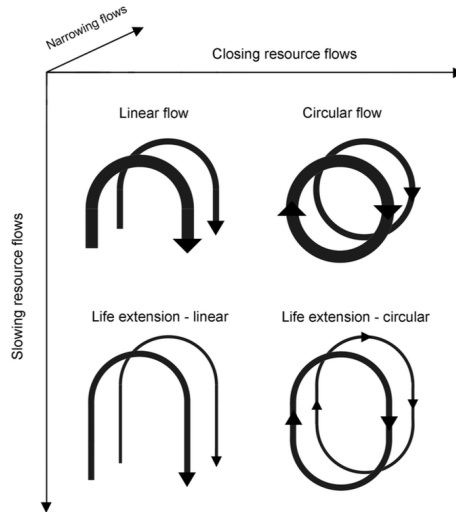 Narrowing flows
Closing resource flows
Linear flow
Circular flow
Slowing resource flows
Life extension - linear
Life extension - circular